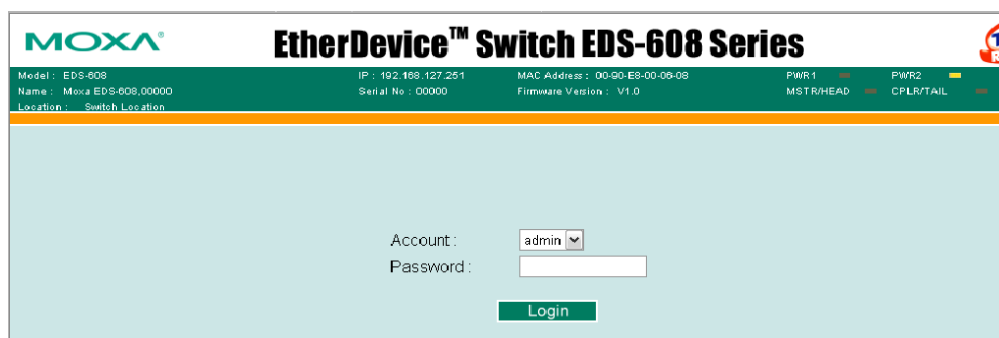 MOXA® EtherDevice™ Switch EDS-608 Series
Model : EDS-608 IP : 192.168.127.251 MAC Address : 00-90-E8-00-06-08 PWR1 PWR2
Name : Moxa EDS-608,00000 Serial No : 00000 Firmware Version : V1.0 MSTR/HEAD CPLR/TAIL
Location : Switch Location
Account : admin
Password :
Login